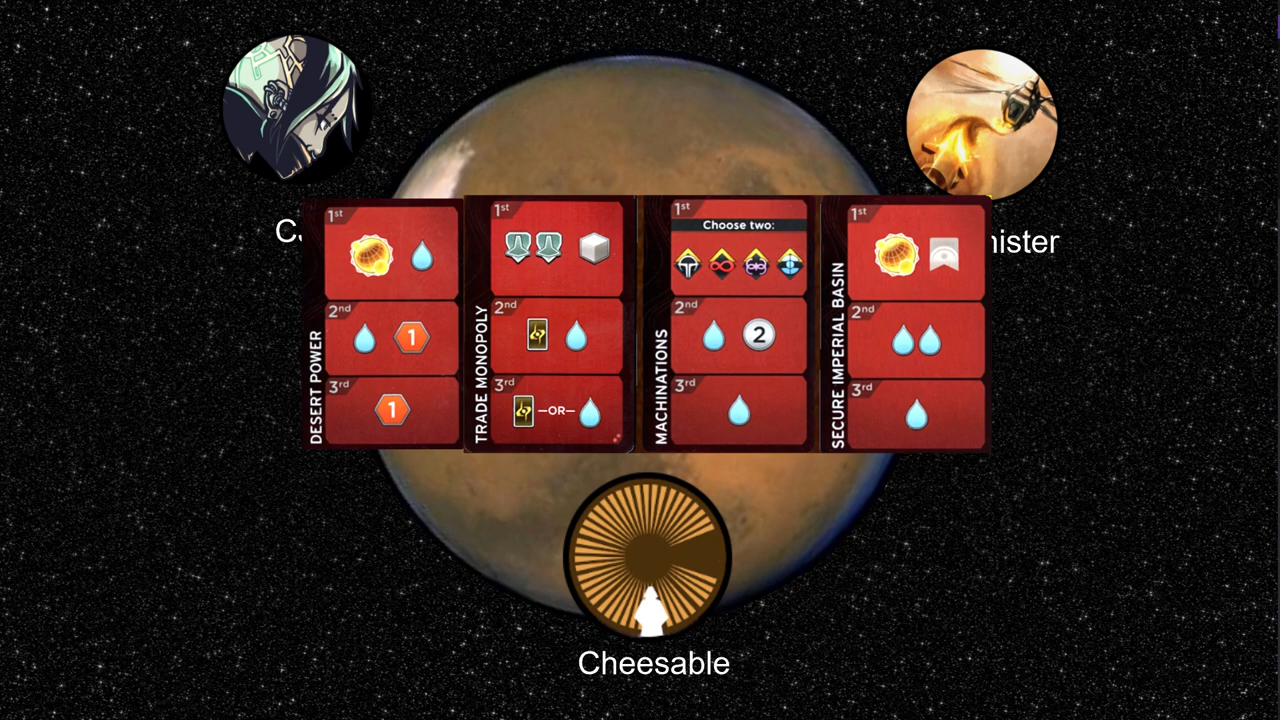 1st
DESERT POWER
2nd
1
3rd
1
1st
TRADE MONOPOLY
2nd
3rd
—OR—
1st
Choose two:
MACHINATIONS
2nd
2
3rd
1st
SECURE IMPERIAL BASIN
2nd
3rd
Cheesable